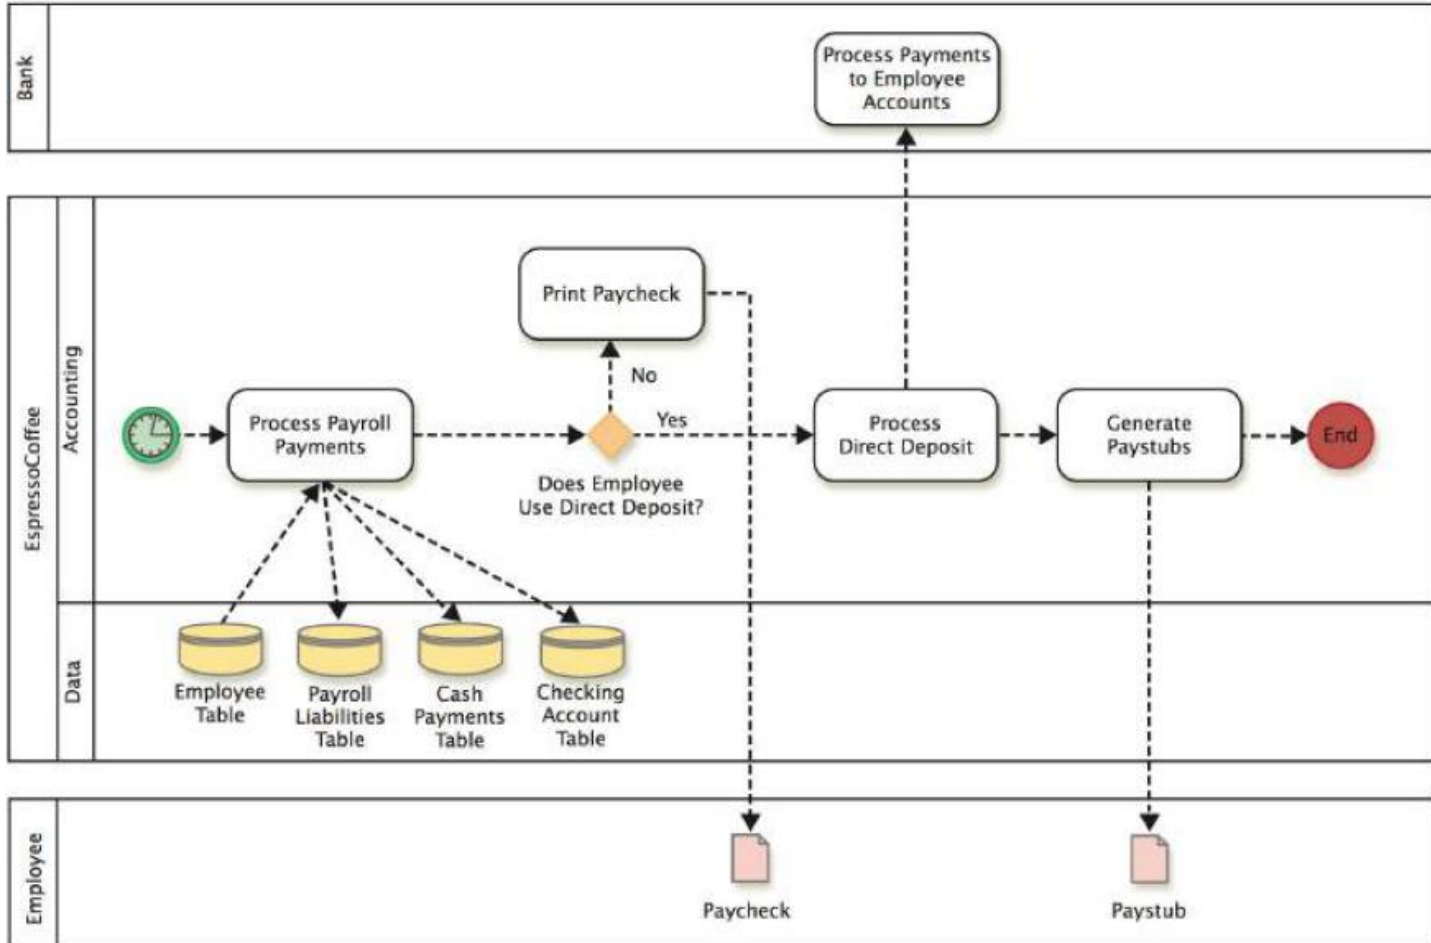 Bank
Process Payments
to Employee
Accounts
EspressoCoffee
Accounting
Print Paycheck
No
Process Payroll
Payments
Yes
Does Employee
Use Direct Deposit?
Process
Direct Deposit
Generate
Paystubs
End
Data
Employee
Table
Payroll
Liabilities
Table
Cash
Payments
Table
Checking
Account
Table
Employee
Paycheck
Paystub